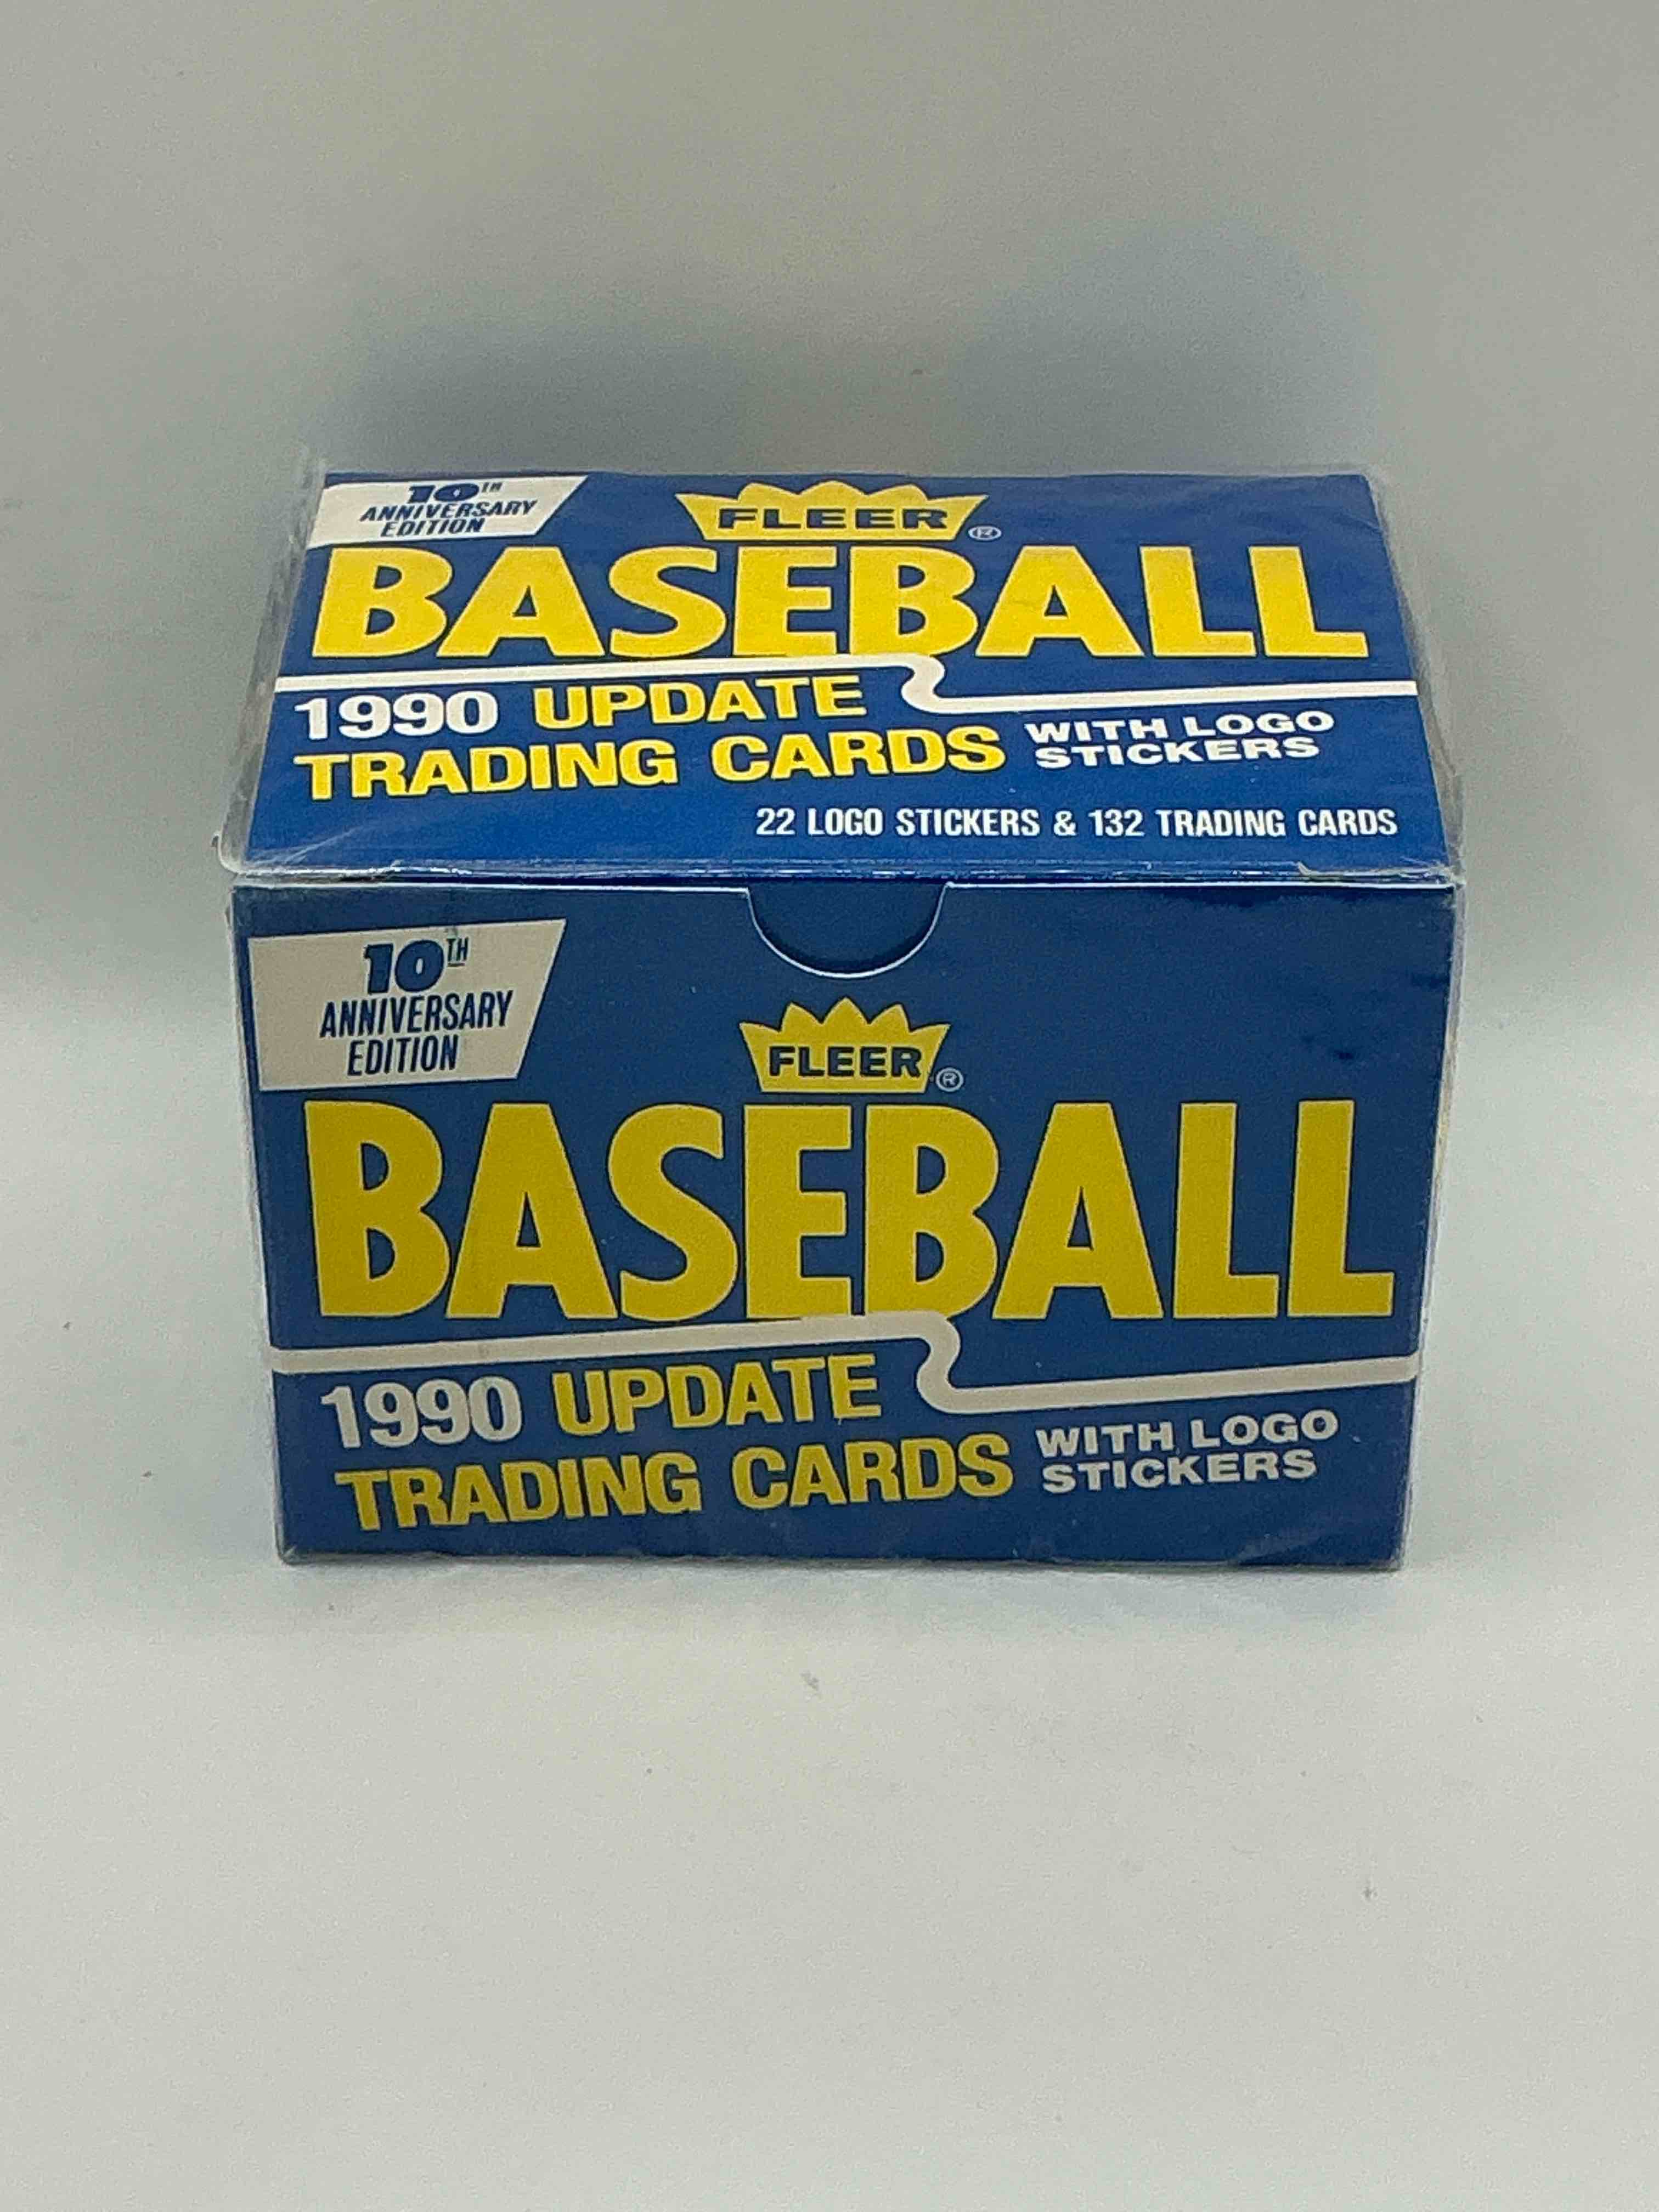 10TH
ANNIVERSARY
EDITION
FLEER®
BASEBALL
1990 UPDATE
TRADING CARDS
WITH LOGO
STICKERS
22 LOGO STICKERS & 132 TRADING CARDS
10TH
ANNIVERSARY
EDITION
FLEER®
BASEBALL
1990 UPDATE
TRADING CARDS
WITH LOGO
STICKERS